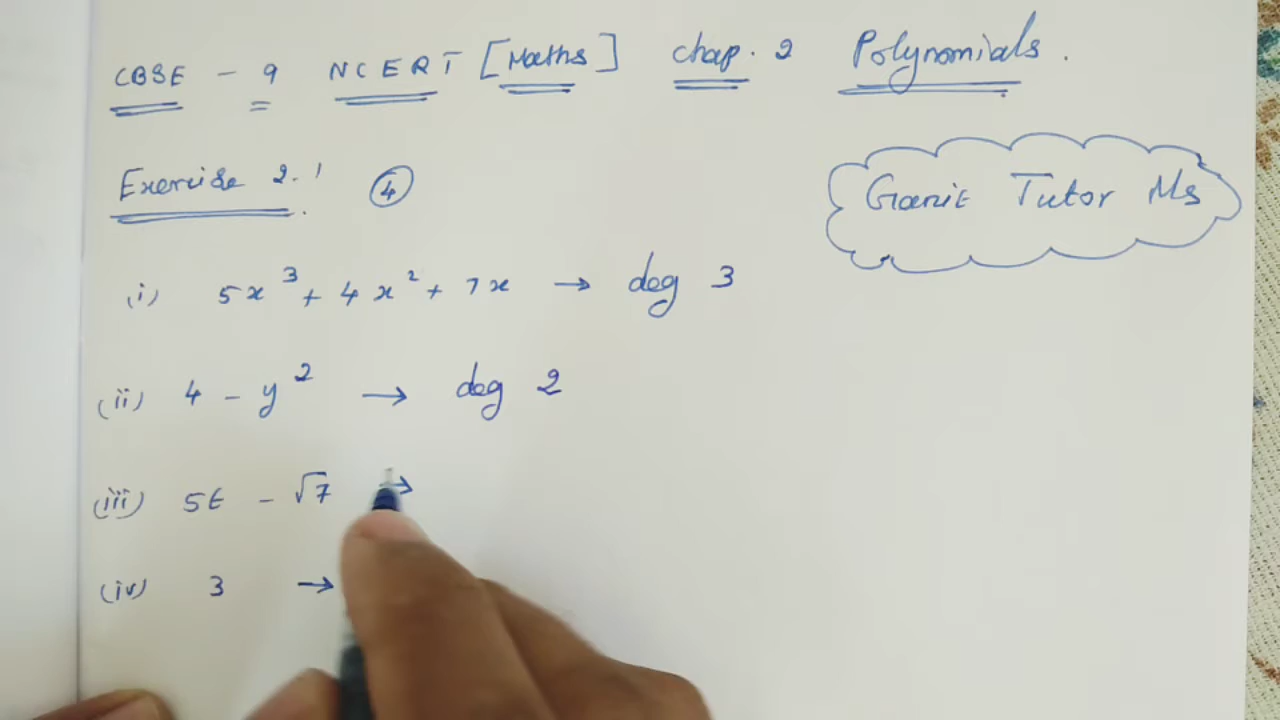 CBSE - 9 NCERT [Maths] Chap. 2 Polynomials.
Exercise 2.1 ④
Ganit Tutor Ms
(i) 5x³ + 4x² + 7x → deg 3
(ii) 4 - y² → deg 2
(iii) 5t - √7 →
(iv) 3 →